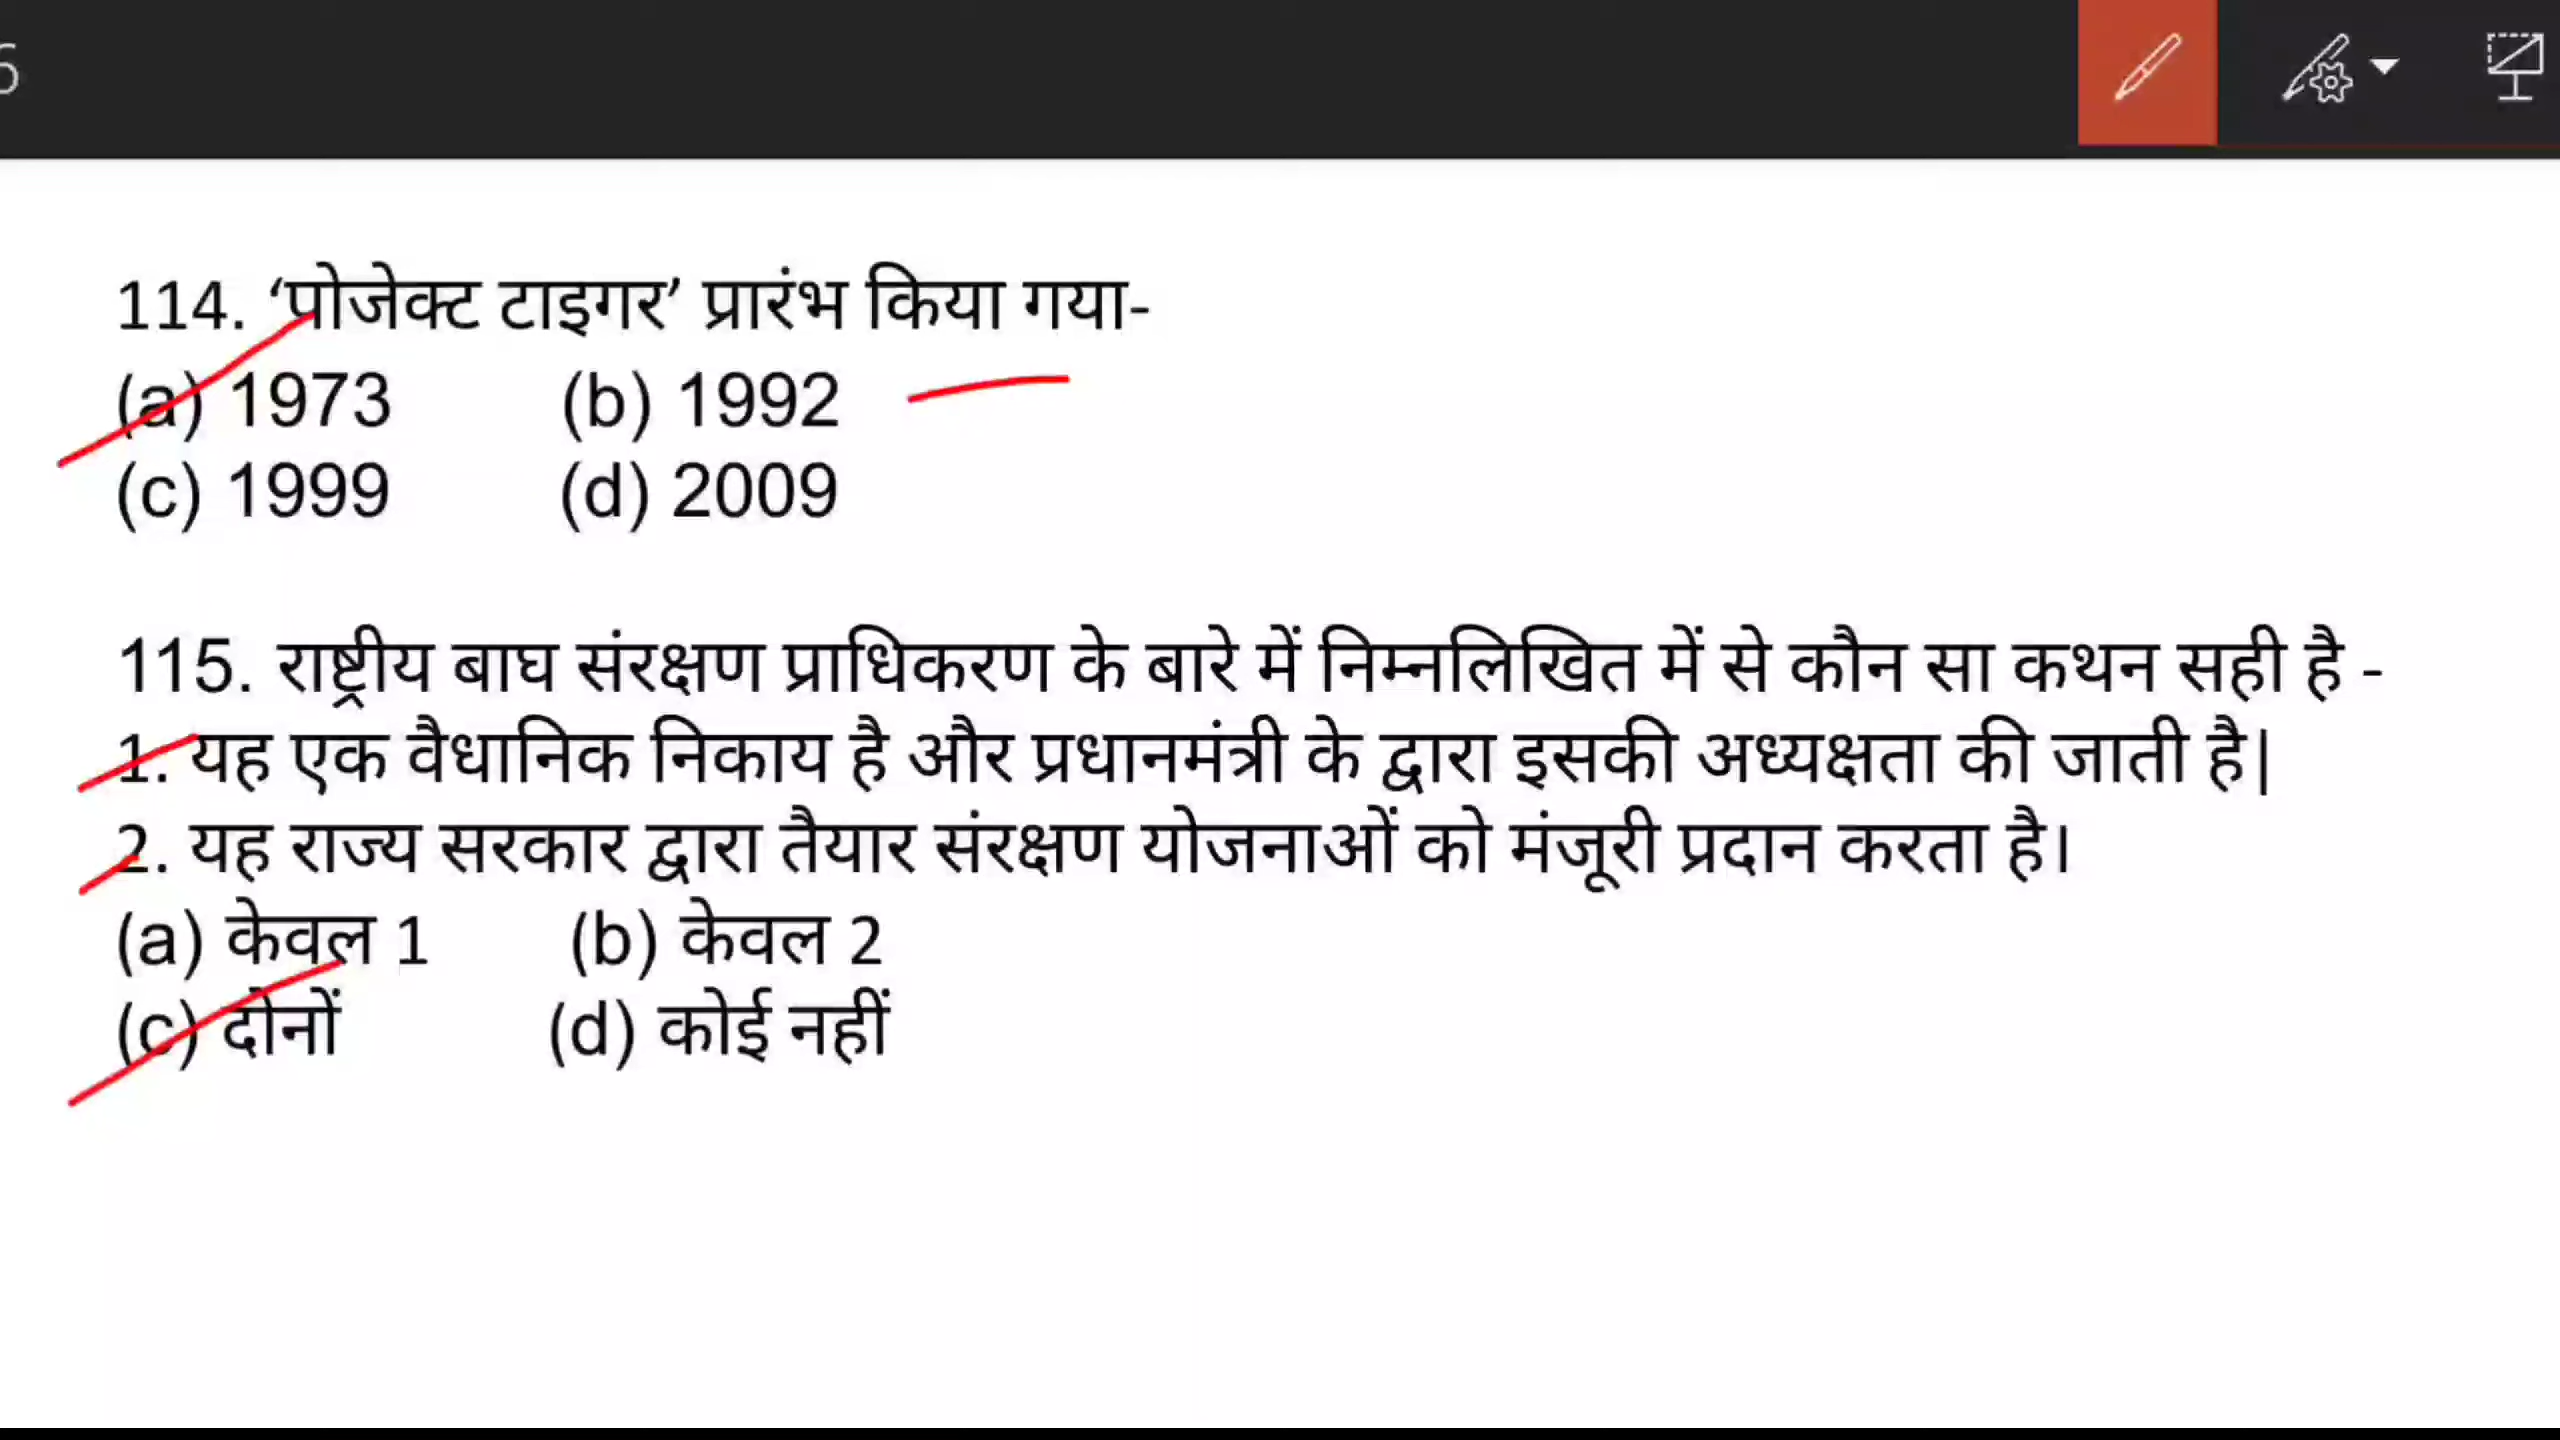 6
114. ‘पोजेक्ट टाइगर’ प्रारंभ किया गया-
(a) 1973 (b) 1992
(c) 1999 (d) 2009
115. राष्ट्रीय बाघ संरक्षण प्राधिकरण के बारे में निम्नलिखित में से कौन सा कथन सही है -
1. यह एक वैधानिक निकाय है और प्रधानमंत्री के द्वारा इसकी अध्यक्षता की जाती है|
2. यह राज्य सरकार द्वारा तैयार संरक्षण योजनाओं को मंजूरी प्रदान करता है।
(a) केवल 1 (b) केवल 2
(c) दोनों (d) कोई नहीं